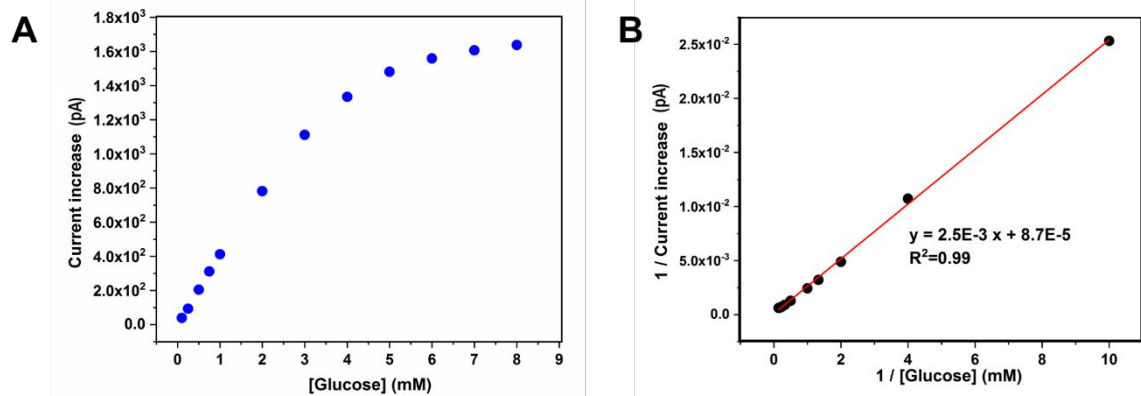 A
Current increase (pA)
1.8x10³
1.6x10³
1.4x10³
1.2x10³
1.0x10³
8.0x10²
6.0x10²
4.0x10²
2.0x10²
0.0
0 1 2 3 4 5 6 7 8 9
[Glucose] (mM)
B
1 / Current increase (pA)
2.5x10⁻²
2.0x10⁻²
1.5x10⁻²
1.0x10⁻²
5.0x10⁻³
0.0
y = 2.5E-3 x + 8.7E-5
R²=0.99
0 2 4 6 8 10
1 / [Glucose] (mM)